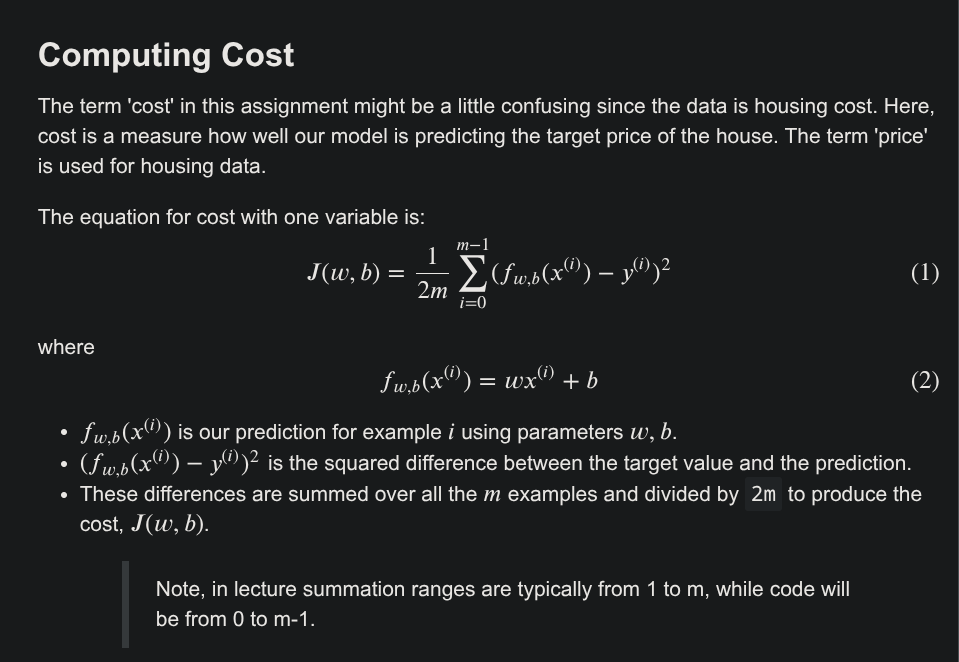 Computing Cost
The term 'cost' in this assignment might be a little confusing since the data is housing cost. Here,
cost is a measure how well our model is predicting the target price of the house. The term 'price'
is used for housing data.
The equation for cost with one variable is:
J(w, b) = \frac{1}{2m} \sum_{i=0}^{m-1} (f_{w,b}(x^{(i)}) − y^{(i)})^2 (1)
where
f_{w,b}(x^{(i)}) = wx^{(i)} + b (2)
• f_{w,b}(x^{(i)}) is our prediction for example i using parameters w, b.
• (f_{w,b}(x^{(i)}) − y^{(i)})^2 is the squared difference between the target value and the prediction.
• These differences are summed over all the m examples and divided by 2m to produce the
cost, J(w, b).
Note, in lecture summation ranges are typically from 1 to m, while code will
be from 0 to m-1.